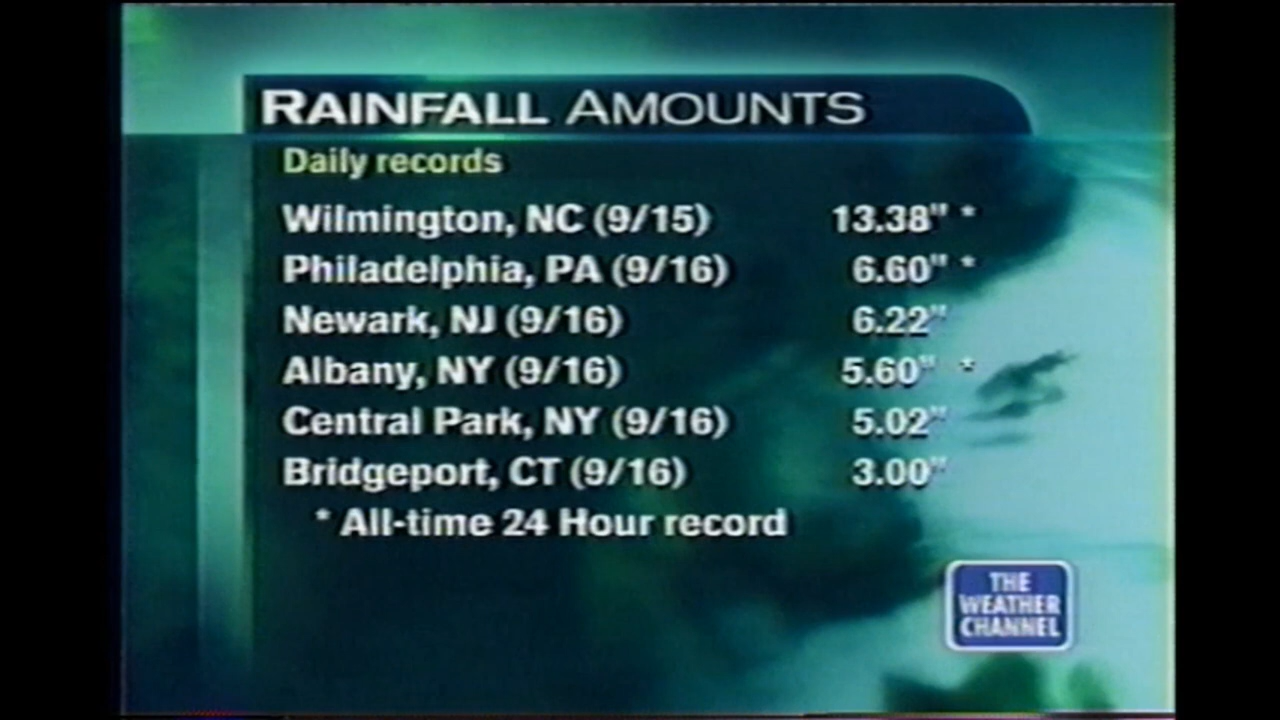 RAINFALL AMOUNTS
Daily records
Wilmington, NC (9/15) 13.38" *
Philadelphia, PA (9/16) 6.60" *
Newark, NJ (9/16) 6.22"
Albany, NY (9/16) 5.60" *
Central Park, NY (9/16) 5.02"
Bridgeport, CT (9/16) 3.00"
* All-time 24 Hour record
THE
WEATHER
CHANNEL